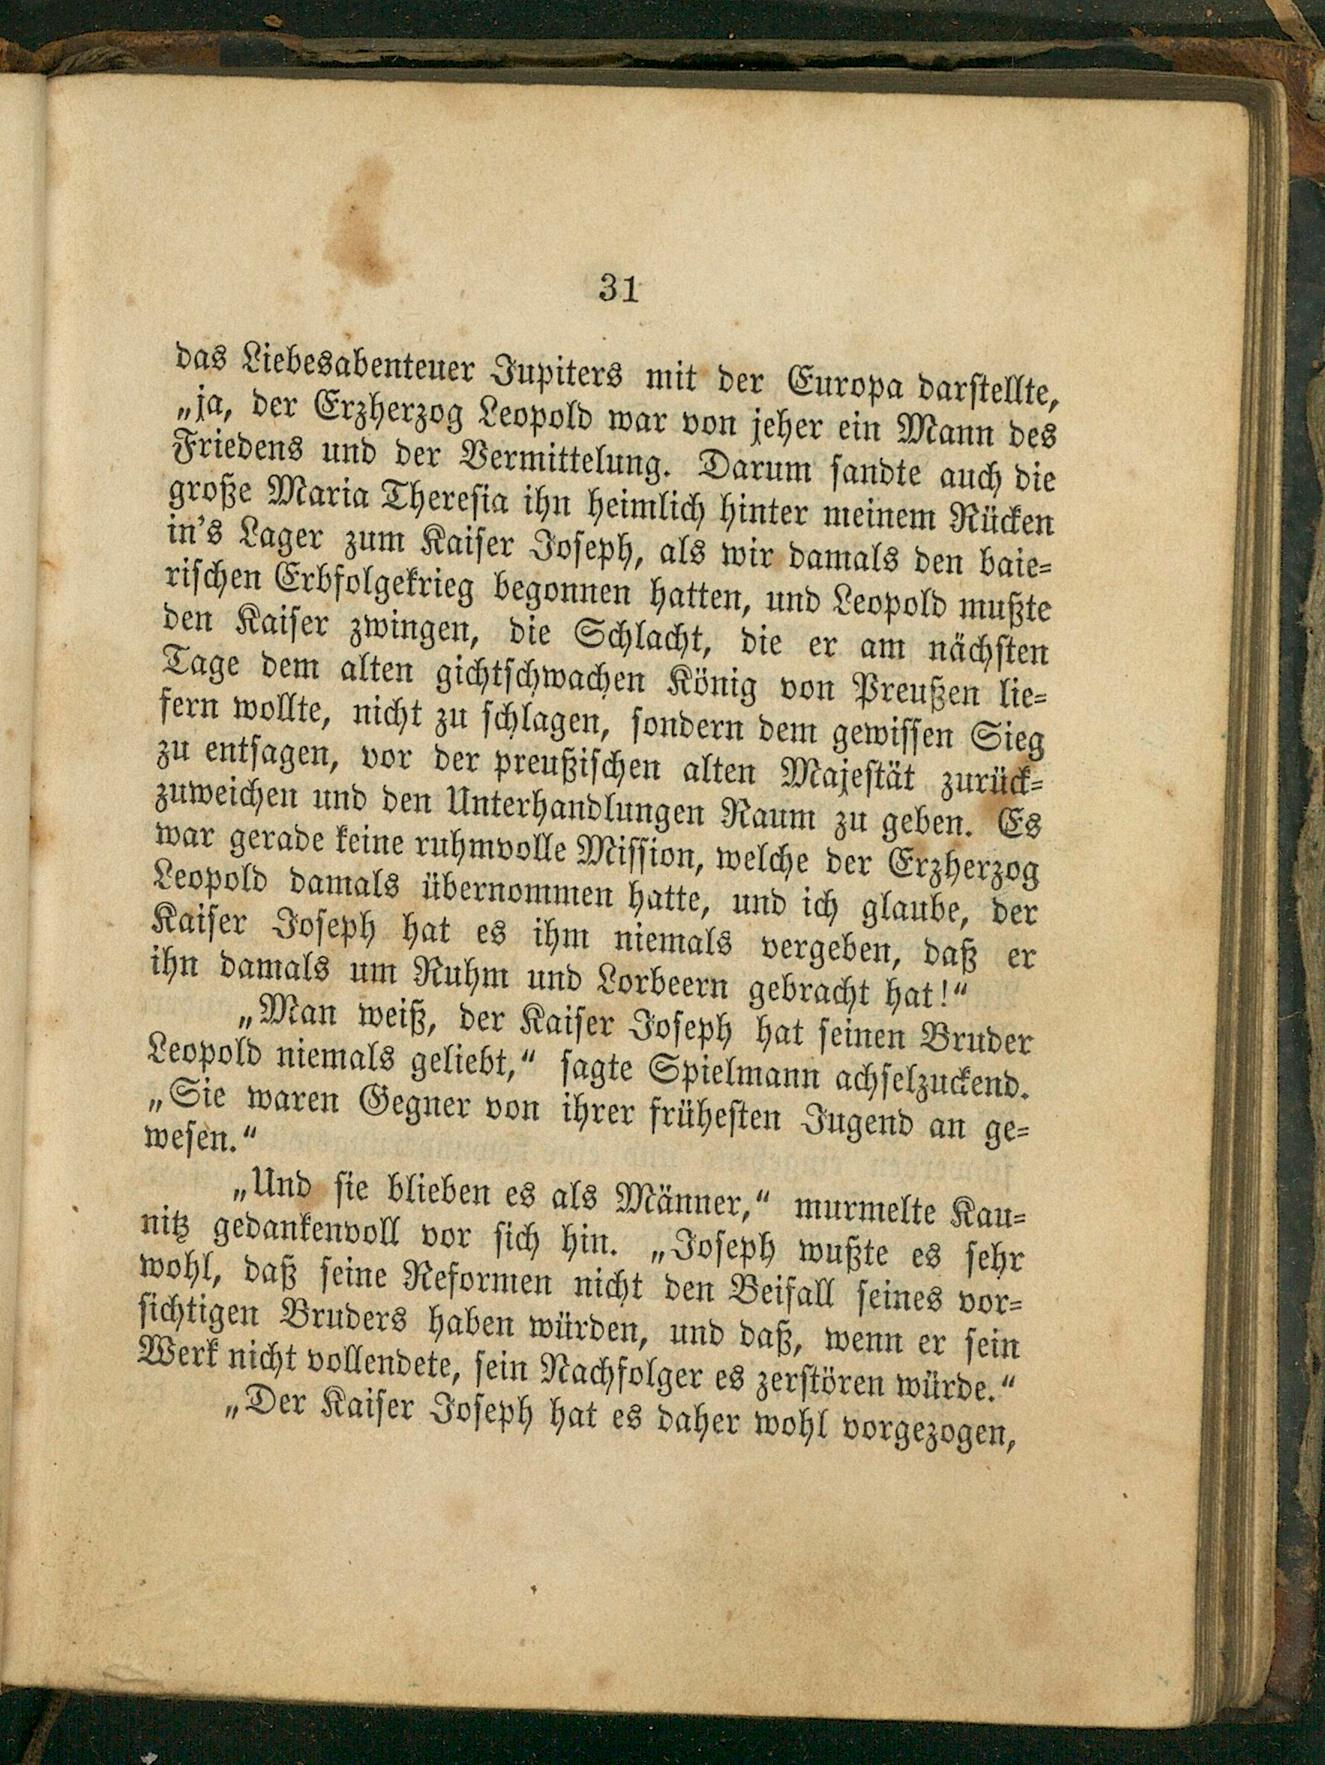 31
das Liebesabenteuer Jupiters mit der Europa darstellte,
„ja, der Erzherzog Leopold war von jeher ein Mann des
Friedens und der Vermittelung. Darum sandte auch die
große Maria Theresia ihn heimlich hinter meinem Rücken
in's Lager zum Kaiser Joseph, als wir damals den baie-
rischen Erbfolgekrieg begonnen hatten, und Leopold mußte
den Kaiser zwingen, die Schlacht, die er am nächsten
Tage dem alten gichtschwachen König von Preußen lie-
fern wollte, nicht zu schlagen, sondern dem gewissen Sieg
zu entsagen, vor der preußischen alten Majestät zurück-
zuweichen und den Unterhandlungen Raum zu geben. Es
war gerade keine ruhmvolle Mission, welche der Erzherzog
Leopold damals übernommen hatte, und ich glaube, der
Kaiser Joseph hat es ihm niemals vergeben, daß er
ihn damals um Ruhm und Lorbeern gebracht hat!“
„Man weiß, der Kaiser Joseph hat seinen Bruder
Leopold niemals geliebt,“ sagte Spielmann achselzuckend.
„Sie waren Gegner von ihrer frühesten Jugend an ge-
wesen.“
„Und sie blieben es als Männer,“ murmelte Kau-
nitz gedankenvoll vor sich hin. „Joseph wußte es sehr
wohl, daß seine Reformen nicht den Beifall seines vor-
sichtigen Bruders haben würden, und daß, wenn er sein
Werk nicht vollendete, sein Nachfolger es zerstören würde.“
„Der Kaiser Joseph hat es daher wohl vorgezogen,